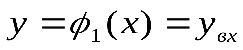 y = ϕ₁(x) = yвх